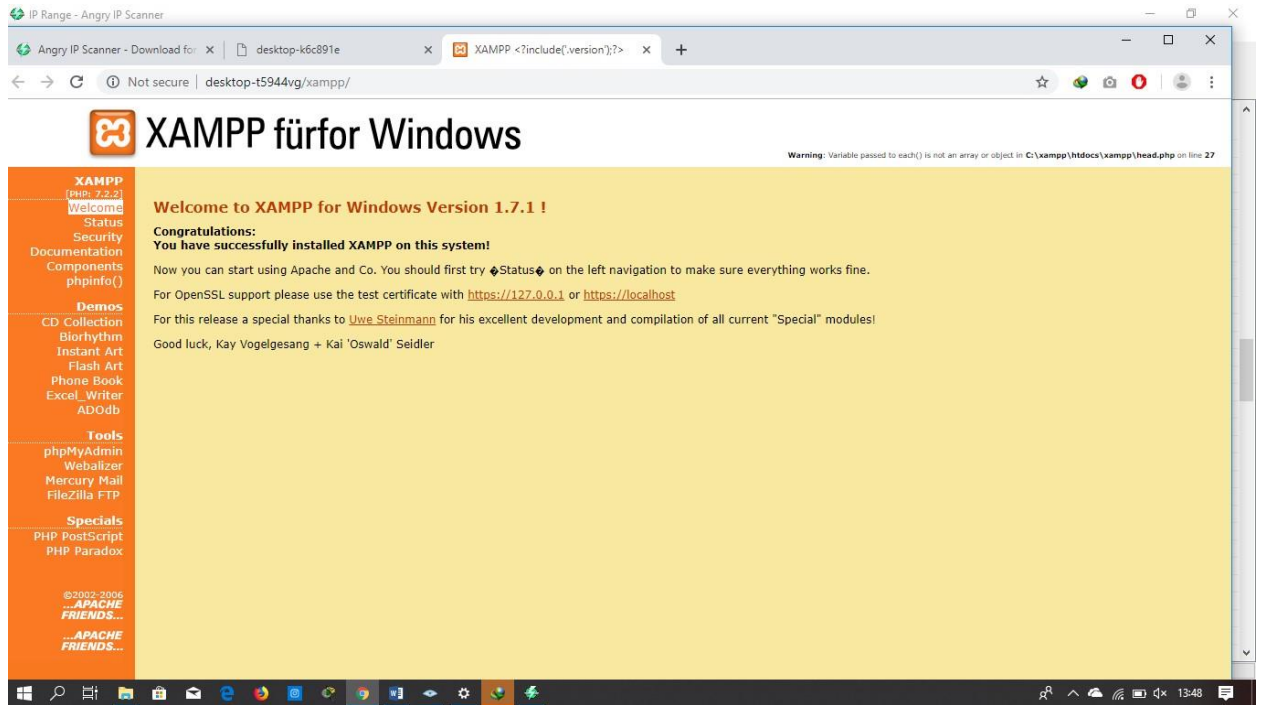 IP Range - Angry IP Scanner
Angry IP Scanner - Download for
desktop-k6c891e
XAMPP <?include('.version');?>
Not secure | desktop-t5944vg/xampp/
XAMPP fürfor Windows
Warning: Variable passed to each() is not an array or object in C:\xampp\htdocs\xampp\head.php on line 27
XAMPP
[PHP: 7.2.2]
Welcome
Status
Security
Documentation
Components
phpinfo()
Demos
CD Collection
Biorhythm
Instant Art
Flash Art
Phone Book
Excel_Writer
ADOdb
Tools
phpMyAdmin
Webalizer
Mercury Mail
FileZilla FTP
Specials
PHP PostScript
PHP Paradox
©2002-2006
...APACHE
FRIENDS...
...APACHE
FRIENDS...
Welcome to XAMPP for Windows Version 1.7.1 !
Congratulations:
You have successfully installed XAMPP on this system!
Now you can start using Apache and Co. You should first try �Status� on the left navigation to make sure everything works fine.
For OpenSSL support please use the test certificate with https://127.0.0.1 or https://localhost
For this release a special thanks to Uwe Steinmann for his excellent development and compilation of all current "Special" modules!
Good luck, Kay Vogelgesang + Kai 'Oswald' Seidler
13:48